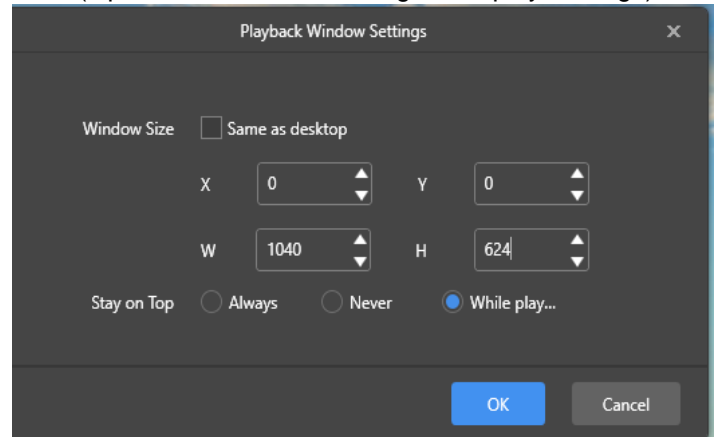 Playback Window Settings x
Window Size Same as desktop
X 0 Y 0
W 1040 H 624
Stay on Top Always Never While play...
OK Cancel